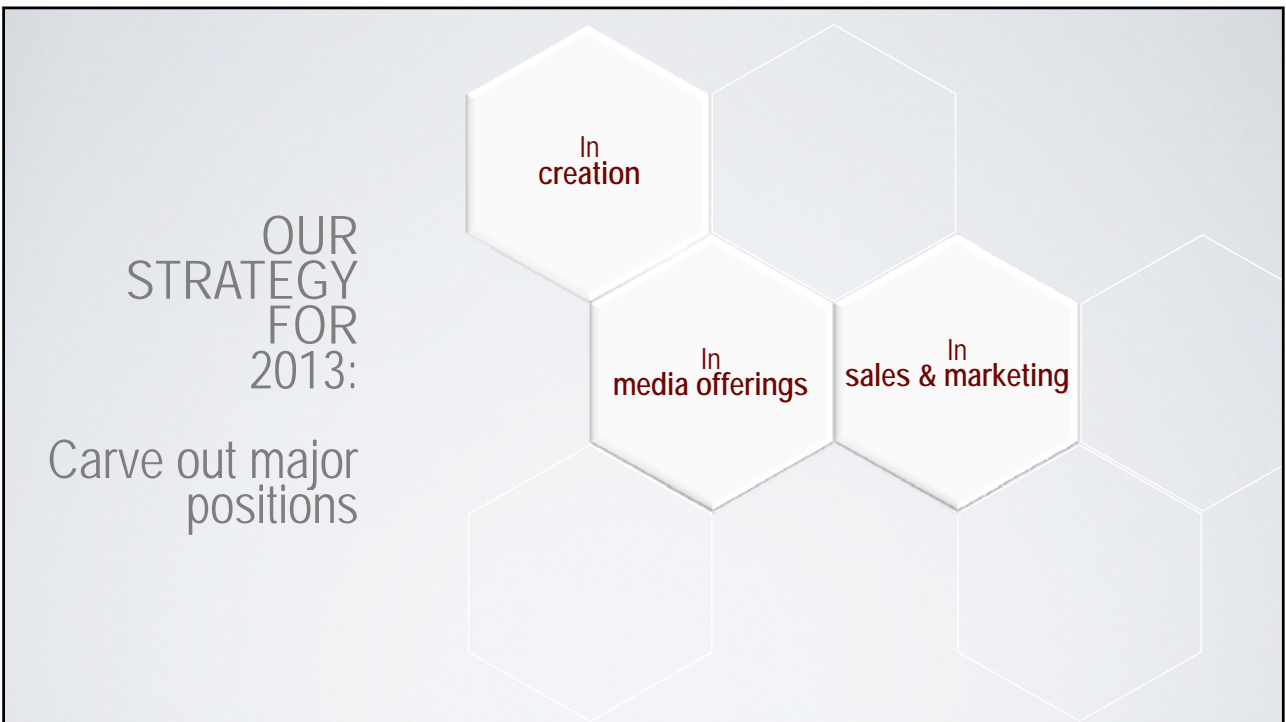 OUR
STRATEGY
FOR
2013:
Carve out major
positions
In
creation
In
media offerings
In
sales & marketing